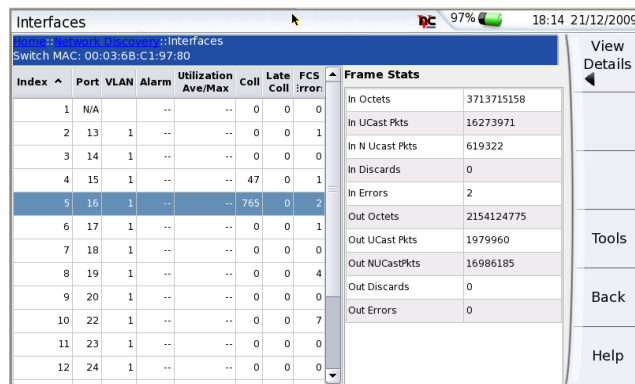 Interfaces
97%
18:14 21/12/2009
Home::Network Discovery::Interfaces
Switch MAC: 00:03:6B:C1:97:80
Index Port VLAN Alarm Utilization Ave/Max Coll Late Coll FCS Errors
1 N/A -- -- 0 0 0
2 13 1 -- -- 0 0 1
3 14 1 -- -- 0 0 0
4 15 1 -- -- 47 0 1
5 16 1 -- -- 765 0 2
6 17 1 -- -- 0 0 1
7 18 1 -- -- 0 0 0
8 19 1 -- -- 0 0 4
9 20 1 -- -- 0 0 0
10 22 1 -- -- 0 0 7
11 23 1 -- -- 0 0 0
12 24 1 -- -- 0 0 0
Frame Stats
In Octets 3713715158
In UCast Pkts 16273971
In N Ucast Pkts 619322
In Discards 0
In Errors 2
Out Octets 2154124775
Out UCast Pkts 1979960
Out NUCastPkts 16986185
Out Discards 0
Out Errors 0
View
Details
Tools
Back
Help